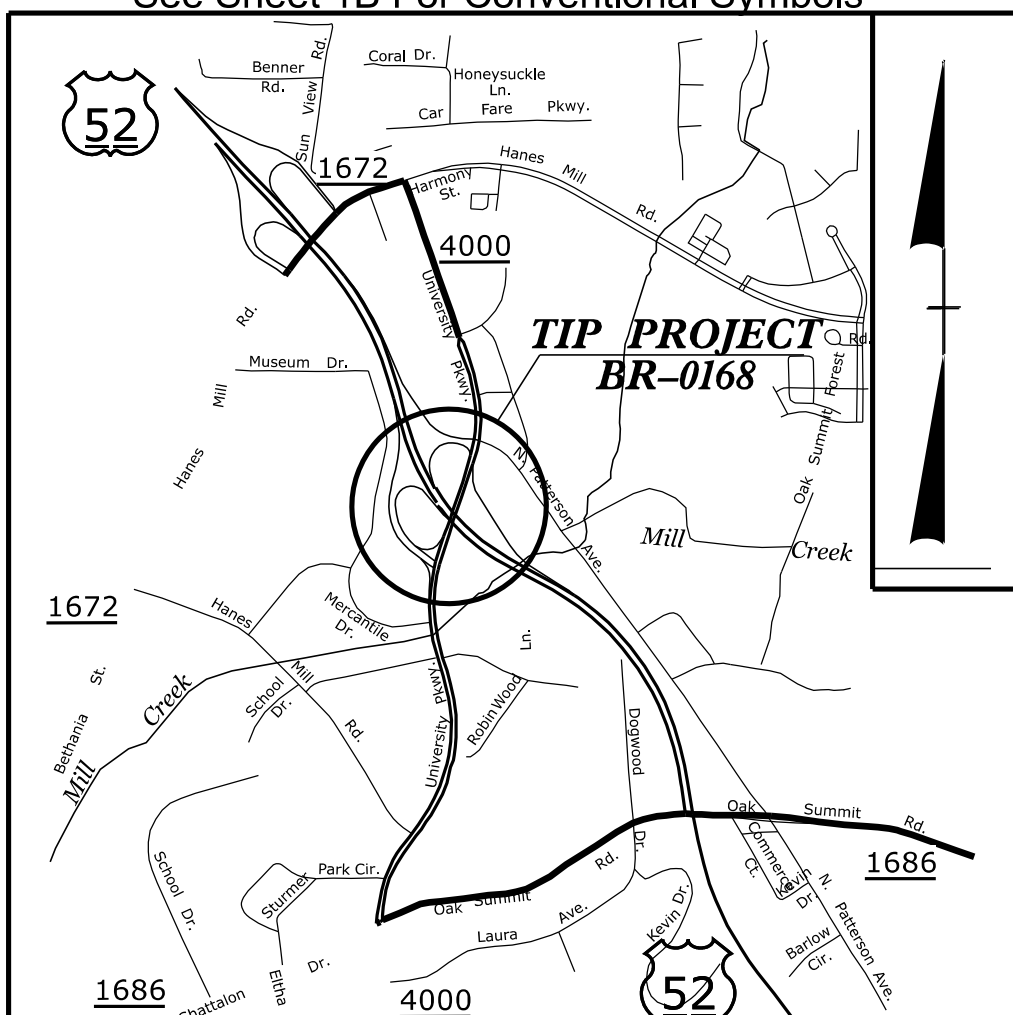 See Sheet 1B For Conventional Symbols
52
Benner
Rd.
Sun View Rd.
Coral Dr.
Honeysuckle
Ln.
Car Fare Pkwy.
1672
Harmony
St.
Hanes Mill Rd.
4000
University Pkwy.
TIP PROJECT
BR–0168
Hanes Mill Rd.
Museum Dr.
Rd.
Oak Summit Forest
N. Patterson Ave.
Mill Creek
1672
Hanes Mill Rd.
Mercantile
Dr.
Ln.
Robin Wood
School
Dr.
Bethania St.
Mill Creek
University Pkwy.
Dogwood Dr.
Oak Summit Rd.
1686
Commerce
Ct.
Kevin
Dr.
N. Patterson Ave.
Barlow
Cir.
School Dr.
Park Cir.
Sturmer
Oak Summit Rd.
Laura Ave.
Kevin Dr.
Eltha Dr.
1686
Shattalon
4000
52